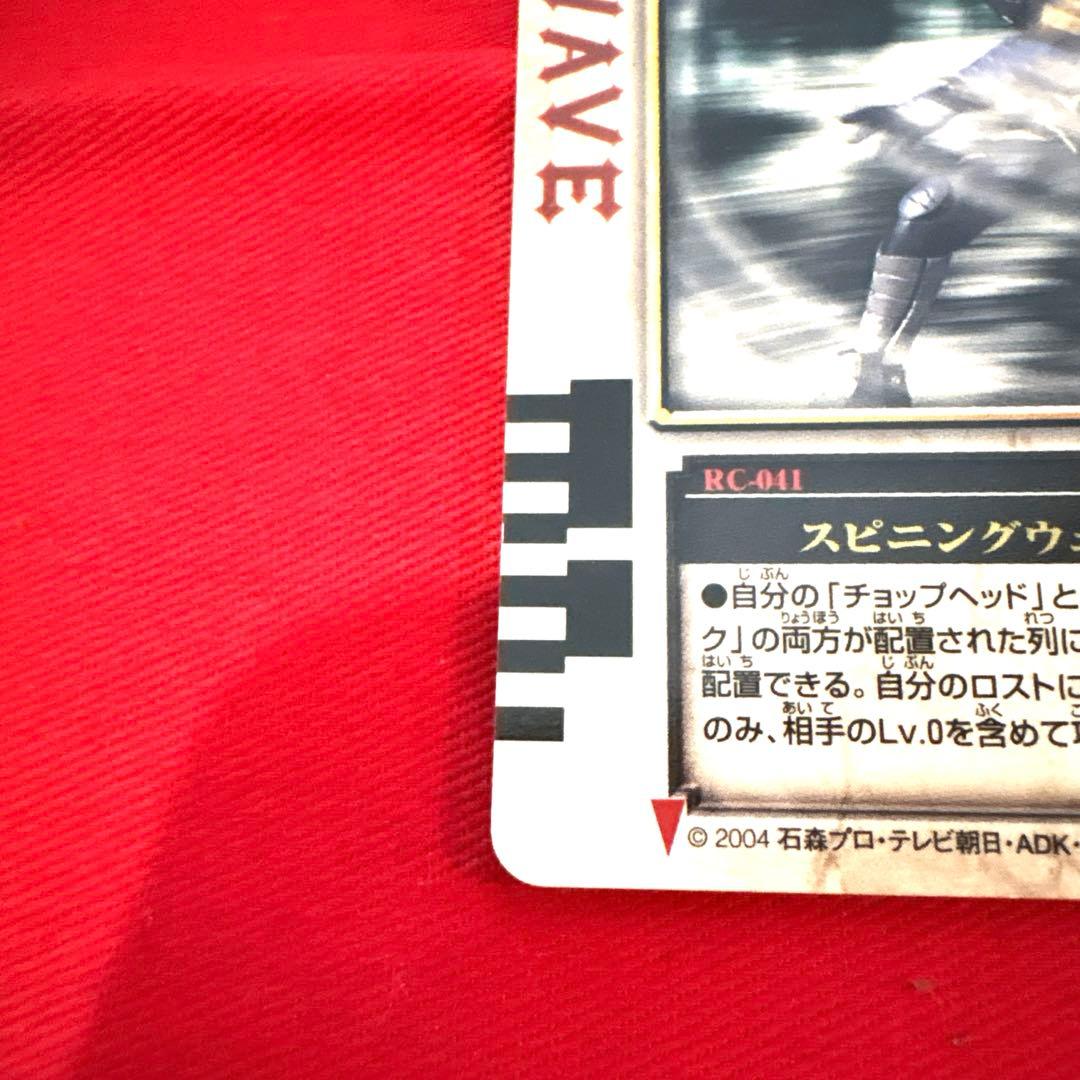 AVE
RC-041
スピニングウェ
●自分の「チョップヘッド」と
ク」の両方が配置された列に
配置できる。自分のロストに
のみ、相手のLv.0を含めて
© 2004 石森プロ・テレビ朝日・ADK・